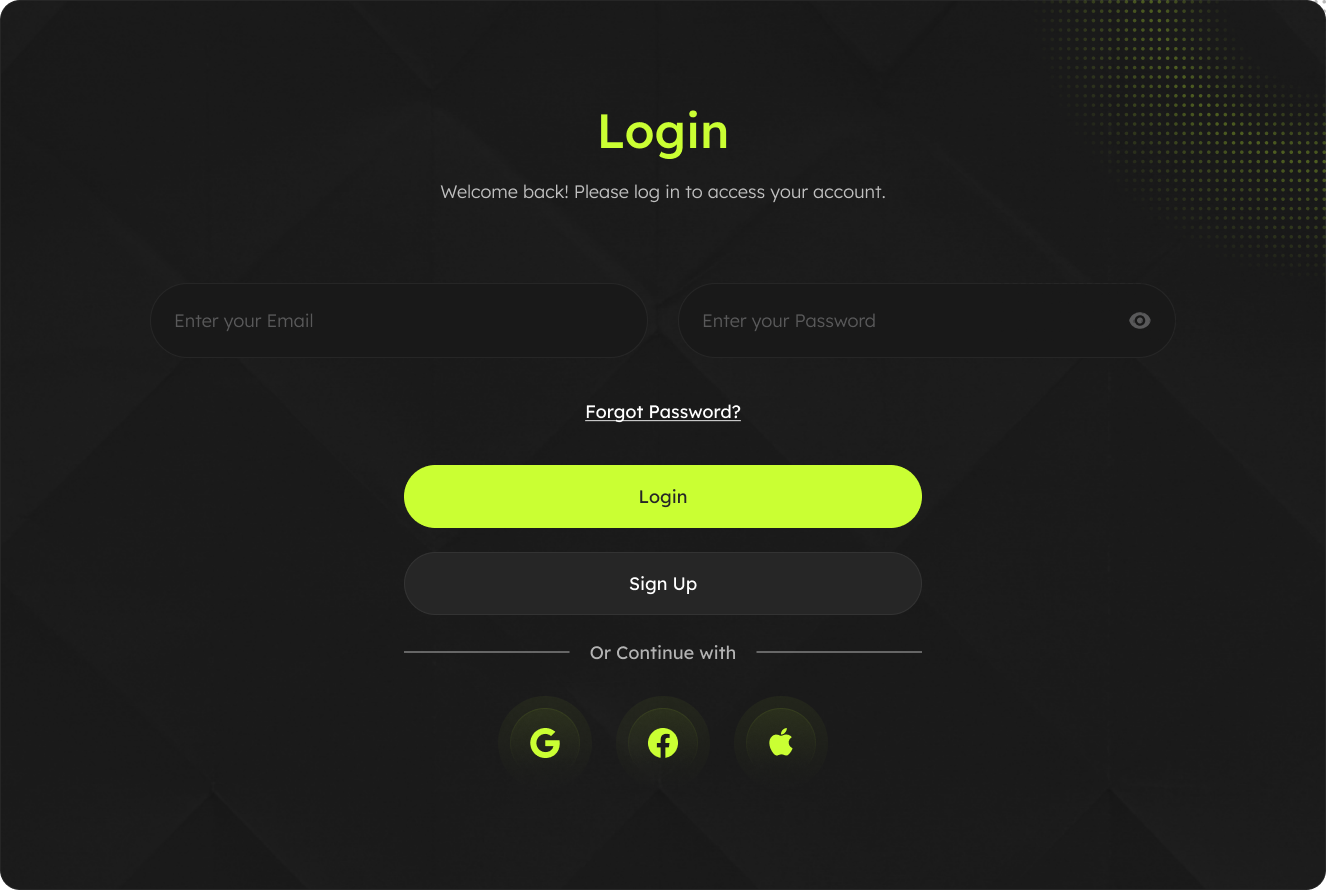 Login
Welcome back! Please log in to access your account.
Enter your Email
Enter your Password
Forgot Password?
Login
Sign Up
Or Continue with